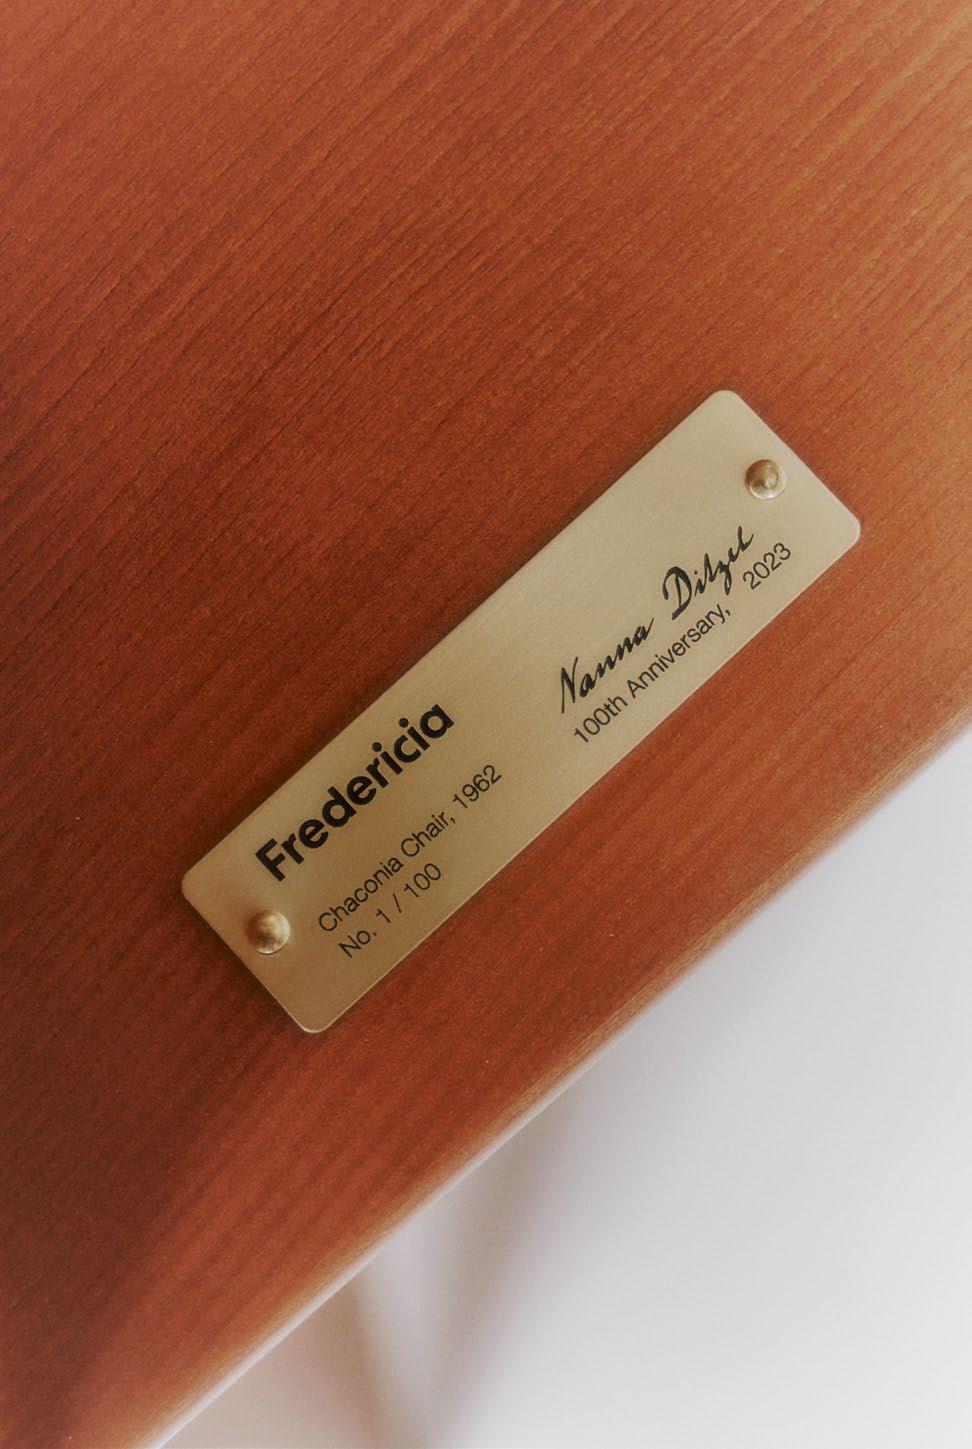 Fredericia
Chaconia Chair, 1962
No. 1 / 100
Nanna Ditzel
100th Anniversary, 2023